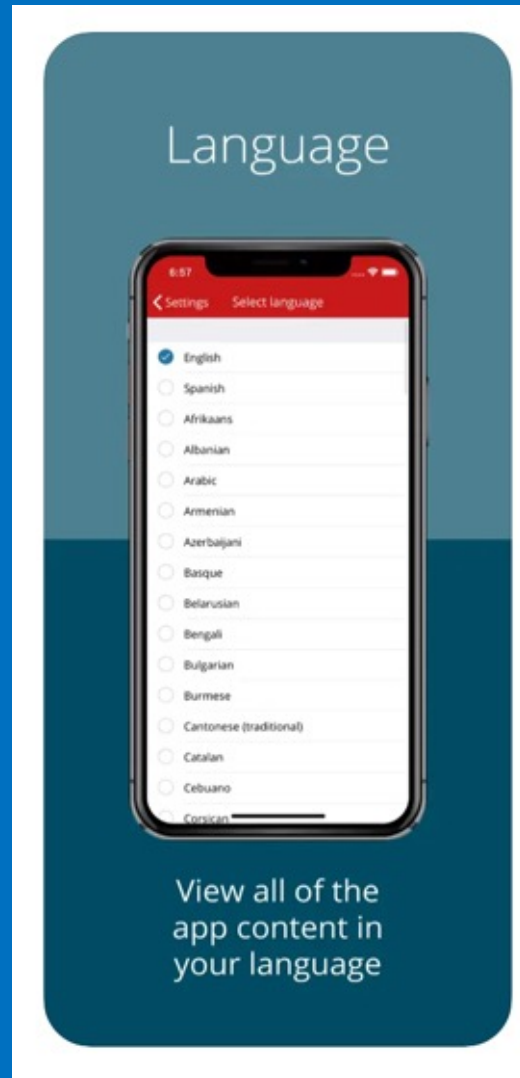 Language
6:57
Settings Select language
English
Spanish
Afrikaans
Albanian
Arabic
Armenian
Azerbaijani
Basque
Belarusian
Bengali
Bulgarian
Burmese
Cantonese (traditional)
Catalan
Cebuano
Corsican
View all of the
app content in
your language